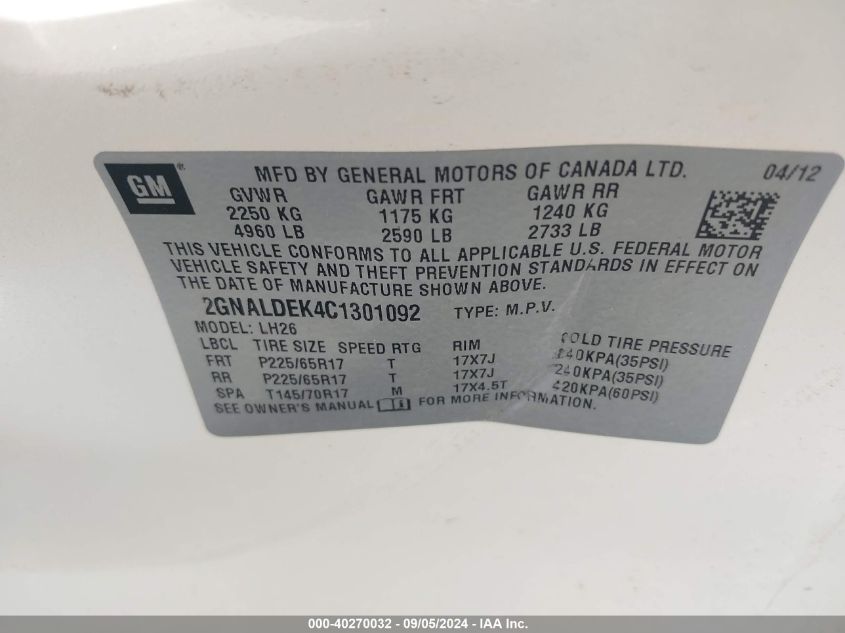 GM ® MFD BY GENERAL MOTORS OF CANADA LTD. 04/12
GVWR GAWR FRT GAWR RR
2250 KG 1175 KG 1240 KG
4960 LB 2590 LB 2733 LB
THIS VEHICLE CONFORMS TO ALL APPLICABLE U.S. FEDERAL MOTOR
VEHICLE SAFETY AND THEFT PREVENTION STANDARDS IN EFFECT ON
THE DATE OF MANUFACTURE SHOWN ABOVE.
2GNALDEK4C1301092 TYPE: M.P.V.
MODEL: LH26
LBCL TIRE SIZE SPEED RTG RIM COLD TIRE PRESSURE
FRT P225/65R17 T 17X7J 240KPA(35PSI)
RR P225/65R17 T 17X7J 240KPA(35PSI)
SPA T145/70R17 M 17X4.5T 420KPA(60PSI)
SEE OWNER'S MANUAL FOR MORE INFORMATION.
000-40270032 - 09/05/2024 - IAA Inc.